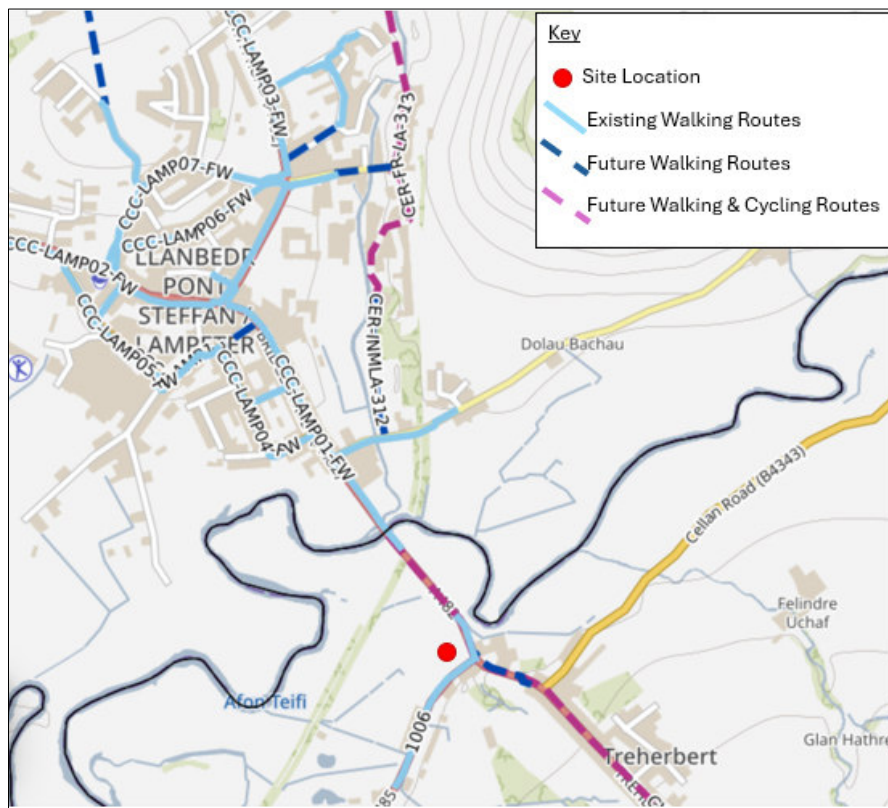 Key
Site Location
Existing Walking Routes
Future Walking Routes
Future Walking & Cycling Routes
CCC-LAMP03-FW
CCC-LAMP07-FW
CCC-LAMP06-FW
CCC-LAMP02-FW
LLANBEDR
PONT
STEFFAN /
LAMPETER
CCC-LAMP05-FW
CCC-LAMP04-FW
CCC-LAMP01-FW
CER-FR-LA-313
CER-INMLA-312
Dolau Bachau
Cellan Road (B4343)
Felindre
Uchaf
Afon Teifi
1006
Treherbert
Glan Hathre